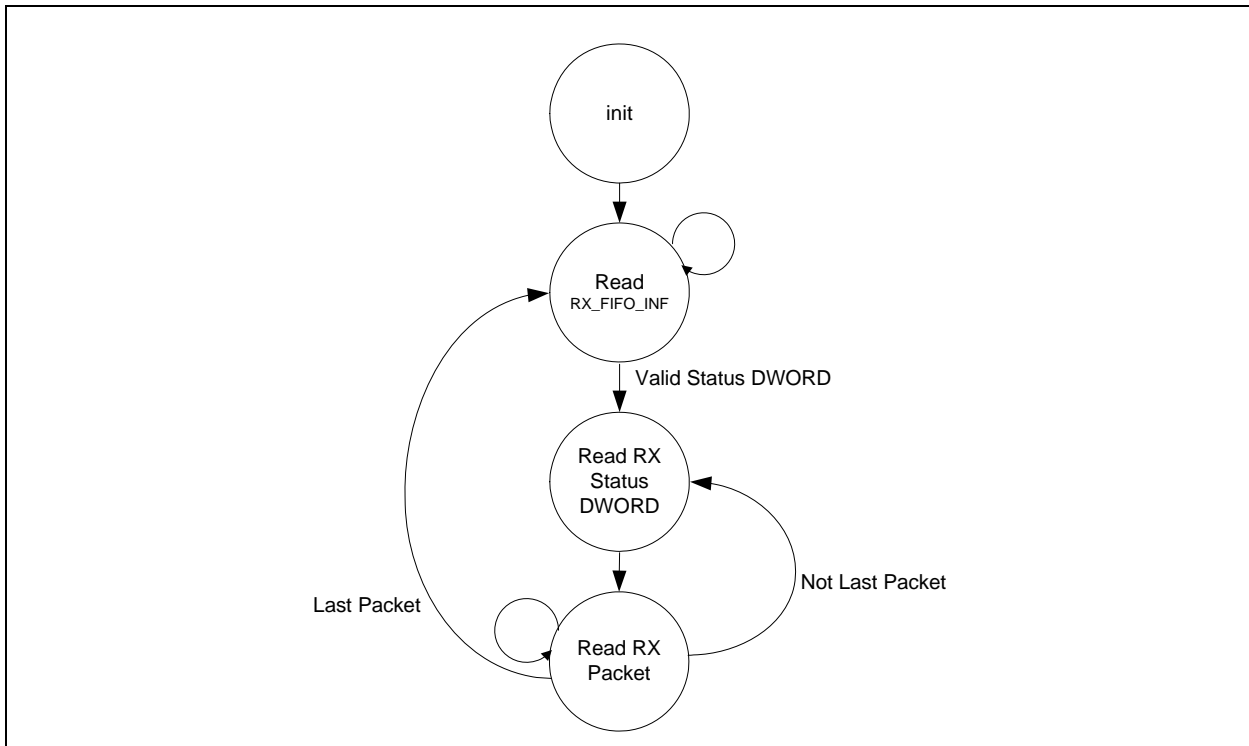 init
Read
RX_FIFO_INF
Valid Status DWORD
Read RX
Status
DWORD
Not Last Packet
Last Packet
Read RX
Packet